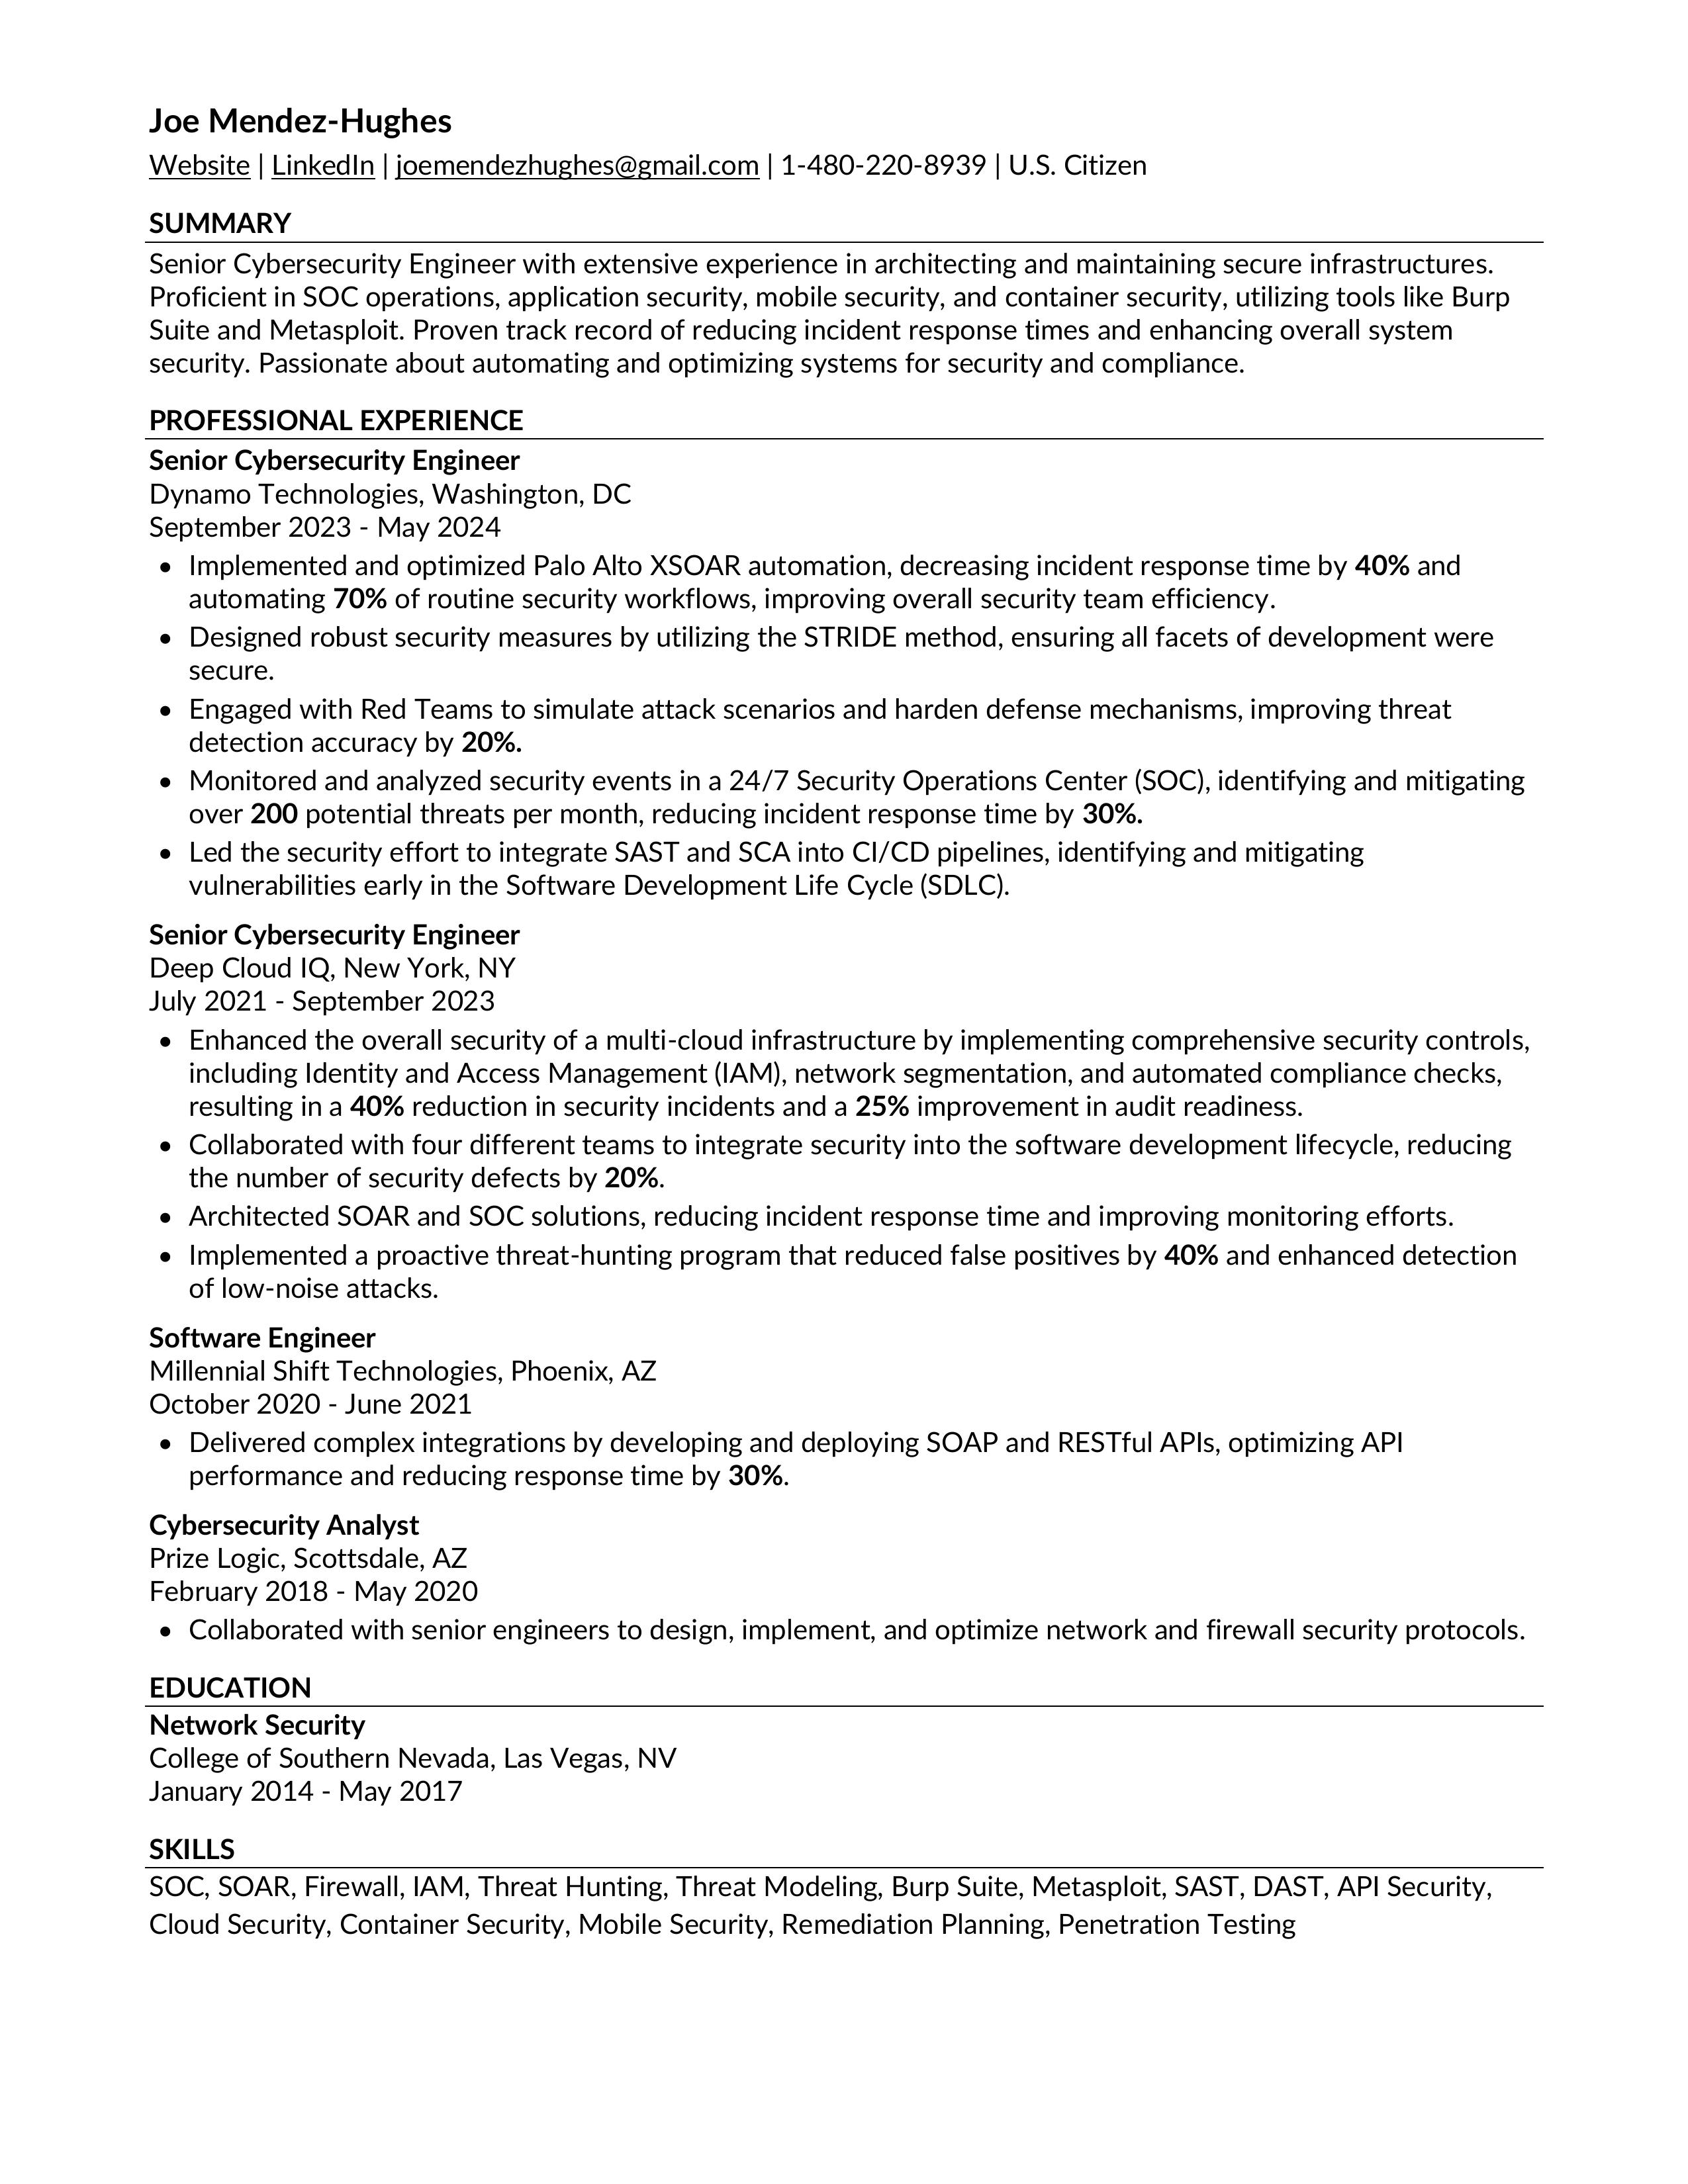 Joe Mendez-Hughes
Website | LinkedIn | joemendezhughes@gmail.com | 1-480-220-8939 | U.S. Citizen
SUMMARY
Senior Cybersecurity Engineer with extensive experience in architecting and maintaining secure infrastructures.
Proficient in SOC operations, application security, mobile security, and container security, utilizing tools like Burp
Suite and Metasploit. Proven track record of reducing incident response times and enhancing overall system
security. Passionate about automating and optimizing systems for security and compliance.
PROFESSIONAL EXPERIENCE
Senior Cybersecurity Engineer
Dynamo Technologies, Washington, DC
September 2023 - May 2024
• Implemented and optimized Palo Alto XSOAR automation, decreasing incident response time by 40% and
automating 70% of routine security workflows, improving overall security team efficiency.
• Designed robust security measures by utilizing the STRIDE method, ensuring all facets of development were
secure.
• Engaged with Red Teams to simulate attack scenarios and harden defense mechanisms, improving threat
detection accuracy by 20%.
• Monitored and analyzed security events in a 24/7 Security Operations Center (SOC), identifying and mitigating
over 200 potential threats per month, reducing incident response time by 30%.
• Led the security effort to integrate SAST and SCA into CI/CD pipelines, identifying and mitigating
vulnerabilities early in the Software Development Life Cycle (SDLC).
Senior Cybersecurity Engineer
Deep Cloud IQ, New York, NY
July 2021 - September 2023
• Enhanced the overall security of a multi-cloud infrastructure by implementing comprehensive security controls,
including Identity and Access Management (IAM), network segmentation, and automated compliance checks,
resulting in a 40% reduction in security incidents and a 25% improvement in audit readiness.
• Collaborated with four different teams to integrate security into the software development lifecycle, reducing
the number of security defects by 20%.
• Architected SOAR and SOC solutions, reducing incident response time and improving monitoring efforts.
• Implemented a proactive threat-hunting program that reduced false positives by 40% and enhanced detection
of low-noise attacks.
Software Engineer
Millennial Shift Technologies, Phoenix, AZ
October 2020 - June 2021
• Delivered complex integrations by developing and deploying SOAP and RESTful APIs, optimizing API
performance and reducing response time by 30%.
Cybersecurity Analyst
Prize Logic, Scottsdale, AZ
February 2018 - May 2020
• Collaborated with senior engineers to design, implement, and optimize network and firewall security protocols.
EDUCATION
Network Security
College of Southern Nevada, Las Vegas, NV
January 2014 - May 2017
SKILLS
SOC, SOAR, Firewall, IAM, Threat Hunting, Threat Modeling, Burp Suite, Metasploit, SAST, DAST, API Security,
Cloud Security, Container Security, Mobile Security, Remediation Planning, Penetration Testing